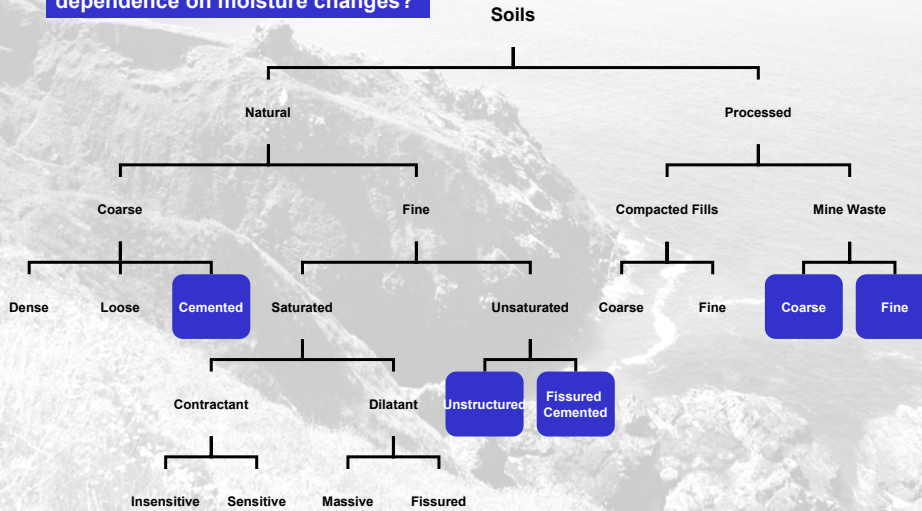 dependence on moisture changes?
Soils
Natural
Processed
Coarse
Fine
Compacted Fills
Mine Waste
Dense
Loose
Cemented
Saturated
Unsaturated
Coarse
Fine
Coarse
Fine
Contractant
Dilatant
Unstructured
Fissured
Cemented
Insensitive
Sensitive
Massive
Fissured